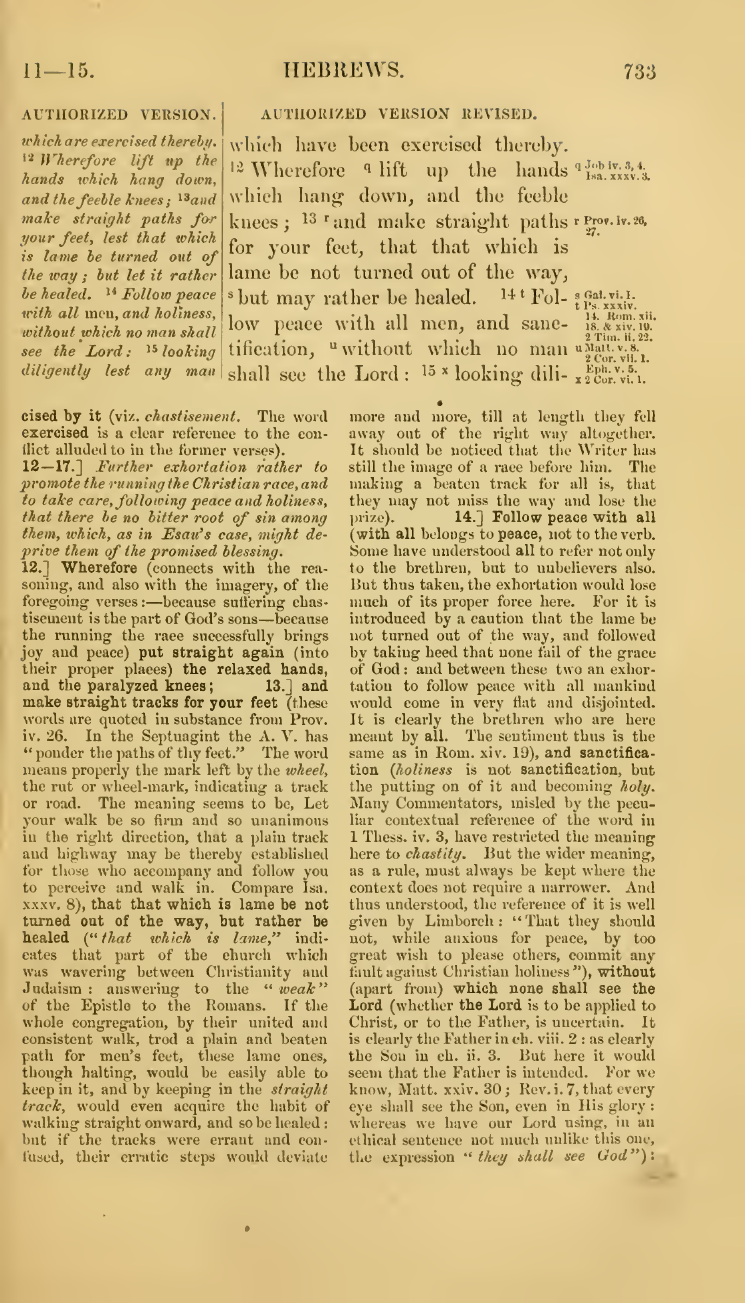 11—15.
HEBREWS.
733
AUTHORIZED VERSION.
which are exercised thereby.
12 Wherefore lift up the
hands which hang down,
and the feeble knees; 13 and
make straight paths for
your feet, lest that which
is lame be turned out of
the way; but let it rather
be healed. 14 Follow peace
with all men, and holiness,
without which no man shall
see the Lord: 15 looking
diligently lest any man
AUTHORIZED VERSION REVISED.
which have been exercised thereby.
12 Wherefore q lift up the hands
which hang down, and the feeble
knees; 13 r and make straight paths
for your feet, that that which is
lame be not turned out of the way,
s but may rather be healed. 14 t Fol-
low peace with all men, and sanc-
tification, u without which no man
shall see the Lord: 15 x looking dili-
q Job iv. 3, 4.
Isa. xxxv. 3.
r Prov. iv. 26,
27.
s Gal. vi. 1.
t Ps. xxxiv.
14. Rom. xii.
18. & xiv. 19.
2 Tim. ii. 22.
u Matt. v. 8.
2 Cor. vii. 1.
Eph. v. 5.
x 2 Cor. vi. 1.
cised by it (viz. chastisement. The word
exercised is a clear reference to the con-
flict alluded to in the former verses).
12—17.] Further exhortation rather to
promote the running the Christian race, and
to take care, following peace and holiness,
that there be no bitter root of sin among
them, which, as in Esau's case, might de-
prive them of the promised blessing.
12.] Wherefore (connects with the rea-
soning, and also with the imagery, of the
foregoing verses:—because suffering chas-
tisement is the part of God's sons—because
the running the race successfully brings
joy and peace) put straight again (into
their proper places) the relaxed hands,
and the paralyzed knees; 13.] and
make straight tracks for your feet (these
words are quoted in substance from Prov.
iv. 26. In the Septuagint the A. V. has
"ponder the paths of thy feet." The word
means properly the mark left by the wheel,
the rut or wheel-mark, indicating a track
or road. The meaning seems to be, Let
your walk be so firm and so unanimous
in the right direction, that a plain track
and highway may be thereby established
for those who accompany and follow you
to perceive and walk in. Compare Isa.
xxxv. 8), that that which is lame be not
turned out of the way, but rather be
healed ("that which is lame," indi-
cates that part of the church which
was wavering between Christianity and
Judaism: answering to the "weak"
of the Epistle to the Romans. If the
whole congregation, by their united and
consistent walk, trod a plain and beaten
path for men's feet, these lame ones,
though halting, would be easily able to
keep in it, and by keeping in the straight
track, would even acquire the habit of
walking straight onward, and so be healed:
but if the tracks were errant and con-
fused, their erratic steps would deviate
more and more, till at length they fell
away out of the right way altogether.
It should be noticed that the Writer has
still the image of a race before him. The
making a beaten track for all is, that
they may not miss the way and lose the
prize). 14.] Follow peace with all
(with all belongs to peace, not to the verb.
Some have understood all to refer not only
to the brethren, but to unbelievers also.
But thus taken, the exhortation would lose
much of its proper force here. For it is
introduced by a caution that the lame be
not turned out of the way, and followed
by taking heed that none fail of the grace
of God: and between these two an exhor-
tation to follow peace with all mankind
would come in very flat and disjointed.
It is clearly the brethren who are here
meant by all. The sentiment thus is the
same as in Rom. xiv. 19), and sanctifica-
tion (holiness is not sanctification, but
the putting on of it and becoming holy.
Many Commentators, misled by the pecu-
liar contextual reference of the word in
1 Thess. iv. 3, have restricted the meaning
here to chastity. But the wider meaning,
as a rule, must always be kept where the
context does not require a narrower. And
thus understood, the reference of it is well
given by Limborch: "That they should
not, while anxious for peace, by too
great wish to please others, commit any
fault against Christian holiness"), without
(apart from) which none shall see the
Lord (whether the Lord is to be applied to
Christ, or to the Father, is uncertain. It
is clearly the Father in ch. viii. 2: as clearly
the Son in ch. ii. 3. But here it would
seem that the Father is intended. For we
know, Matt. xxiv. 30; Rev. i. 7, that every
eye shall see the Son, even in His glory:
whereas we have our Lord using, in an
ethical sentence not much unlike this one,
the expression "they shall see God"):